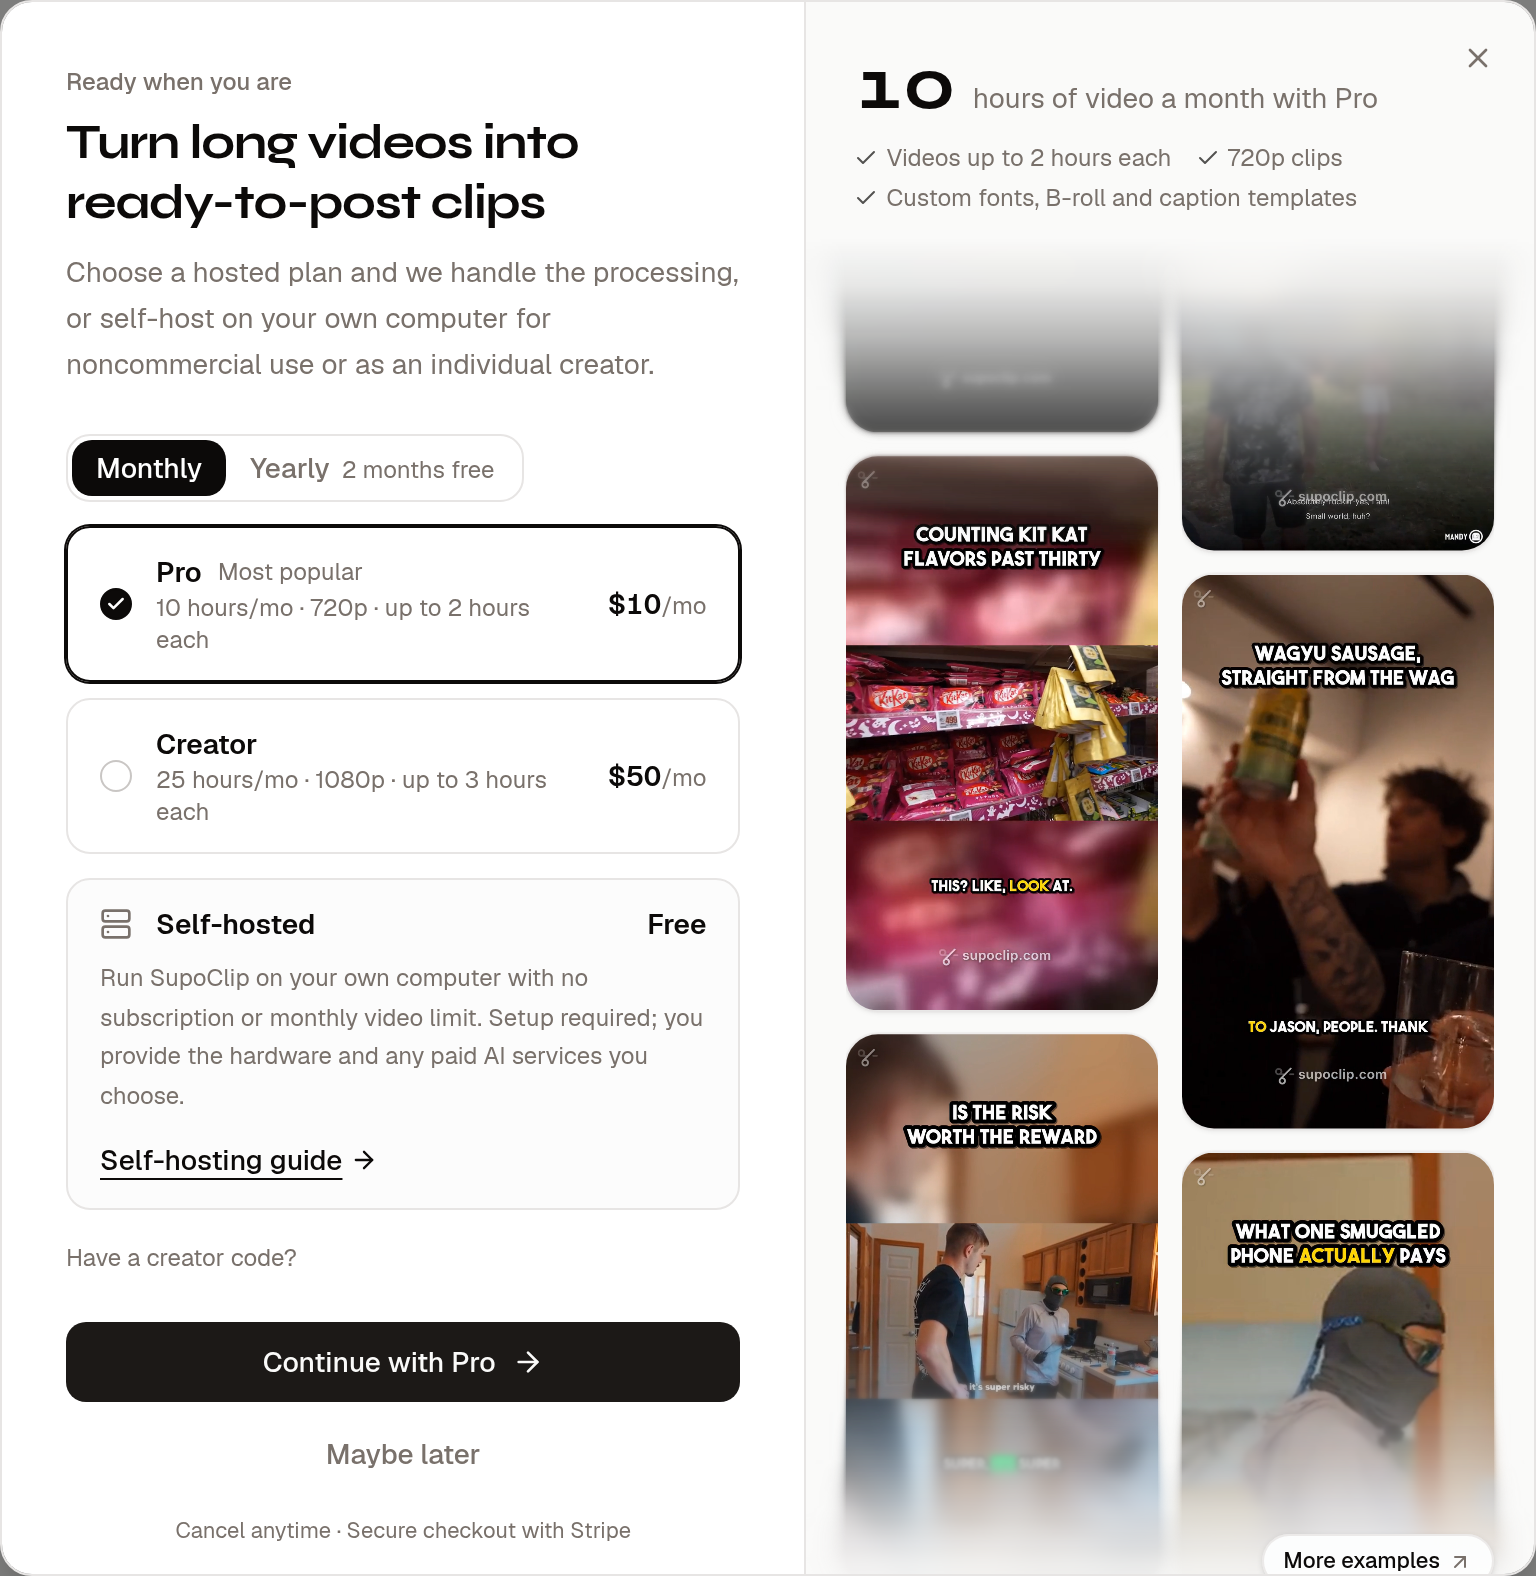 Ready when you are
Turn long videos into
ready-to-post clips
Choose a hosted plan and we handle the processing,
or self-host on your own computer for
noncommercial use or as an individual creator.
Monthly Yearly 2 months free
Pro Most popular
10 hours/mo · 720p · up to 2 hours
each
$10/mo
Creator
25 hours/mo · 1080p · up to 3 hours
each
$50/mo
Self-hosted Free
Run SupoClip on your own computer with no
subscription or monthly video limit. Setup required; you
provide the hardware and any paid AI services you
choose.
Self-hosting guide →
Have a creator code?
Continue with Pro →
Maybe later
Cancel anytime · Secure checkout with Stripe
10 hours of video a month with Pro
Videos up to 2 hours each
720p clips
Custom fonts, B-roll and caption templates
supoclip.com
COUNTING KIT KAT
FLAVORS PAST THIRTY
KitKat
499
THIS? LIKE, LOOK AT.
supoclip.com
IS THE RISK
WORTH THE REWARD
it's super risky
supoclip.com
Small world, huh?
MANDY
WAGYU SAUSAGE,
STRAIGHT FROM THE WAG
TO JASON, PEOPLE. THANK
supoclip.com
WHAT ONE SMUGGLED
PHONE ACTUALLY PAYS
More examples